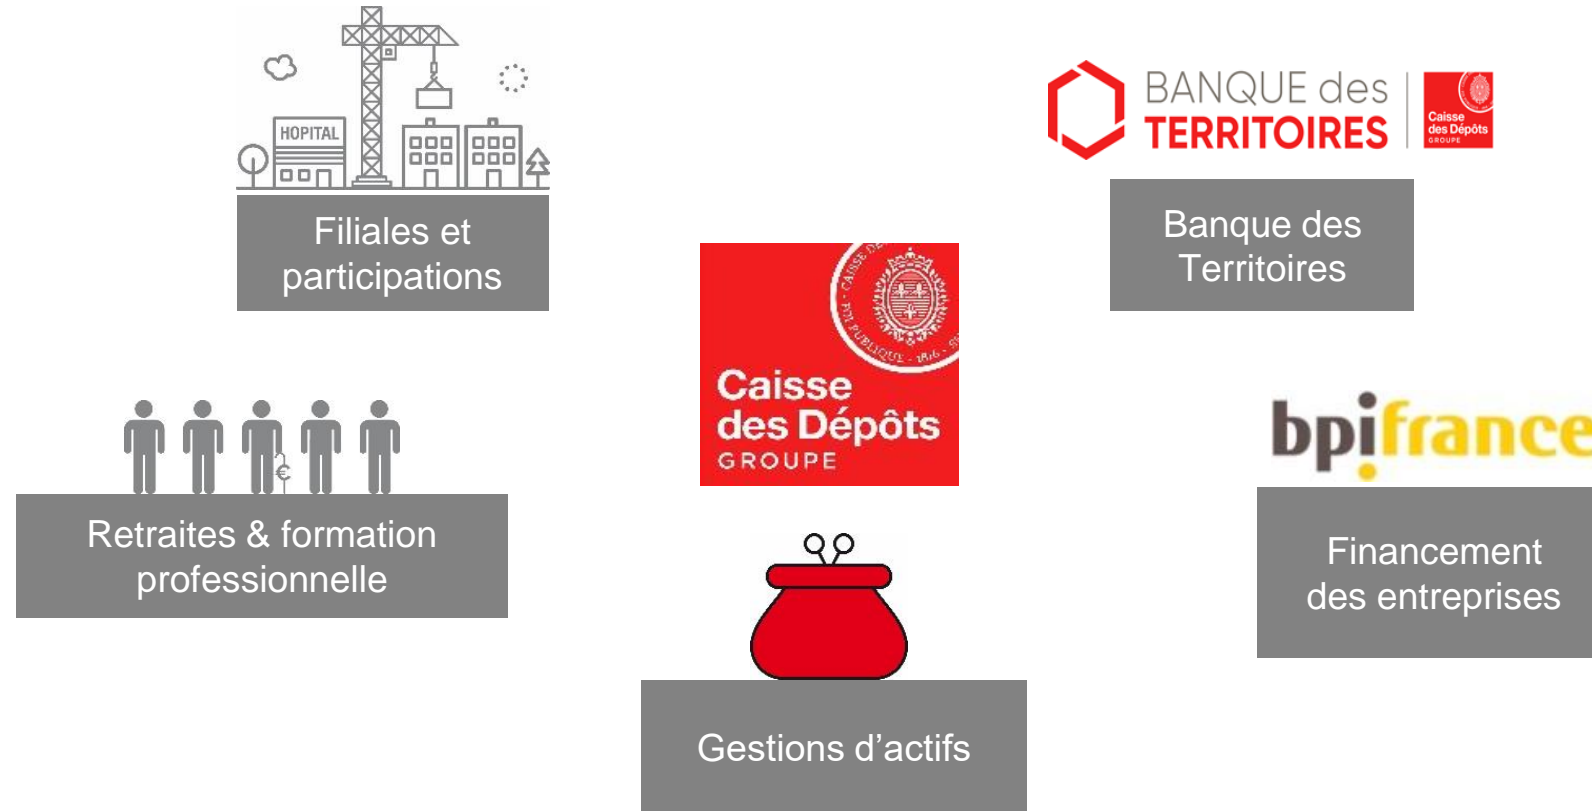 HOPITAL
Filiales et
participations
BANQUE des
TERRITOIRES
Caisse
des Dépôts
GROUPE
Banque des
Territoires
Caisse
des Dépôts
GROUPE
€
Retraites & formation
professionnelle
bpifrance
Financement
des entreprises
Gestions d’actifs